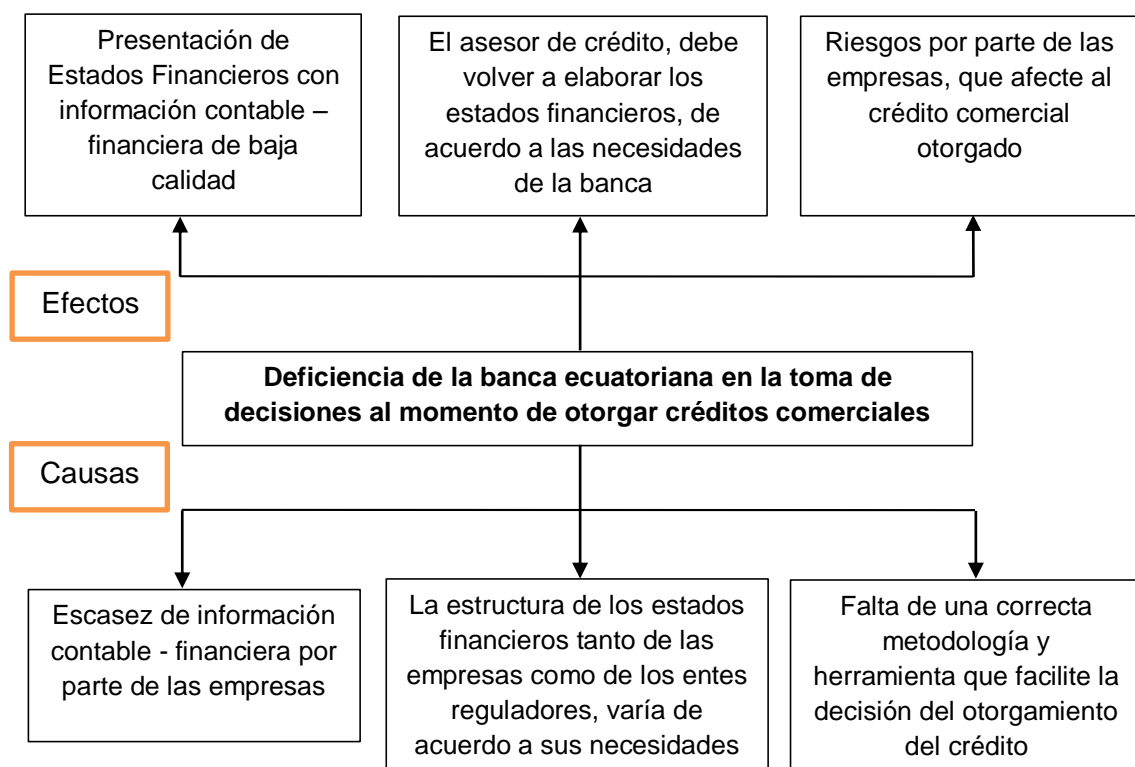 Presentación de
Estados Financieros con
información contable –
financiera de baja
calidad
El asesor de crédito, debe
volver a elaborar los
estados financieros, de
acuerdo a las necesidades
de la banca
Riesgos por parte de las
empresas, que afecte al
crédito comercial
otorgado
Efectos
Deficiencia de la banca ecuatoriana en la toma de
decisiones al momento de otorgar créditos comerciales
Causas
Escasez de información
contable - financiera por
parte de las empresas
La estructura de los estados
financieros tanto de las
empresas como de los entes
reguladores, varía de
acuerdo a sus necesidades
Falta de una correcta
metodología y
herramienta que facilite la
decisión del otorgamiento
del crédito